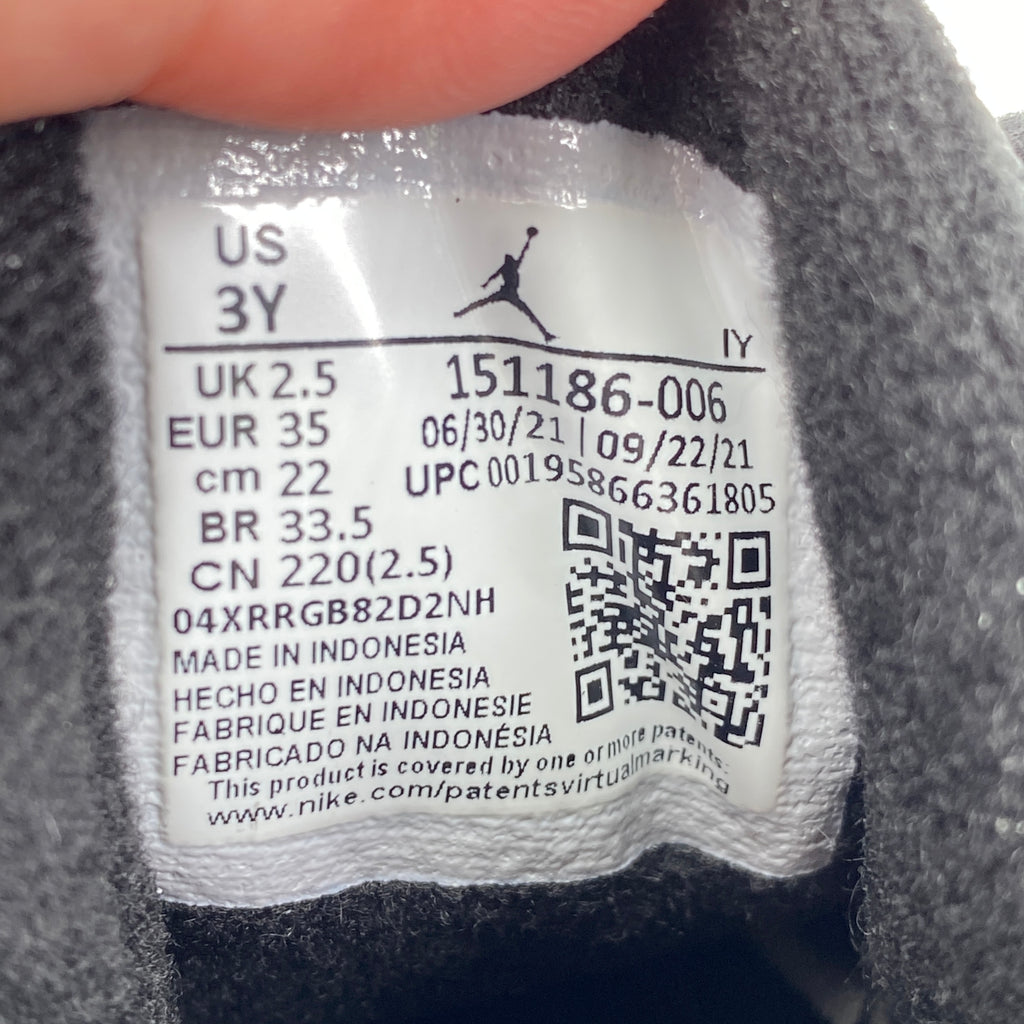 US
3Y
IY
UK 2.5
151186-006
EUR 35
06/30/21 | 09/22/21
cm 22
UPC 00195866361805
BR 33.5
CN 220(2.5)
04XRRGB82D2NH
MADE IN INDONESIA
HECHO EN INDONESIA
FABRIQUE EN INDONESIE
FABRICADO NA INDONÉSIA
This product is covered by one or more patents:
www.nike.com/patentsvirtualmarking